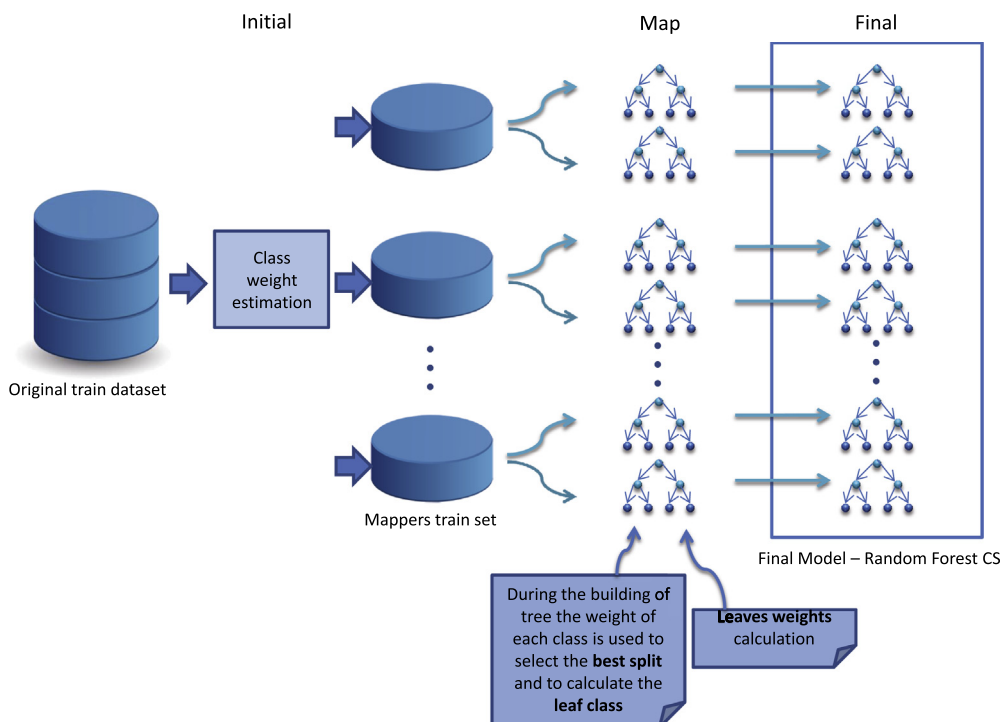 Initial
Map
Final
Class
weight
estimation
Original train dataset
Mappers train set
Final Model – Random Forest CS
During the building of
tree the weight of
each class is used to
select the best split
and to calculate the
leaf class
Leaves weights
calculation